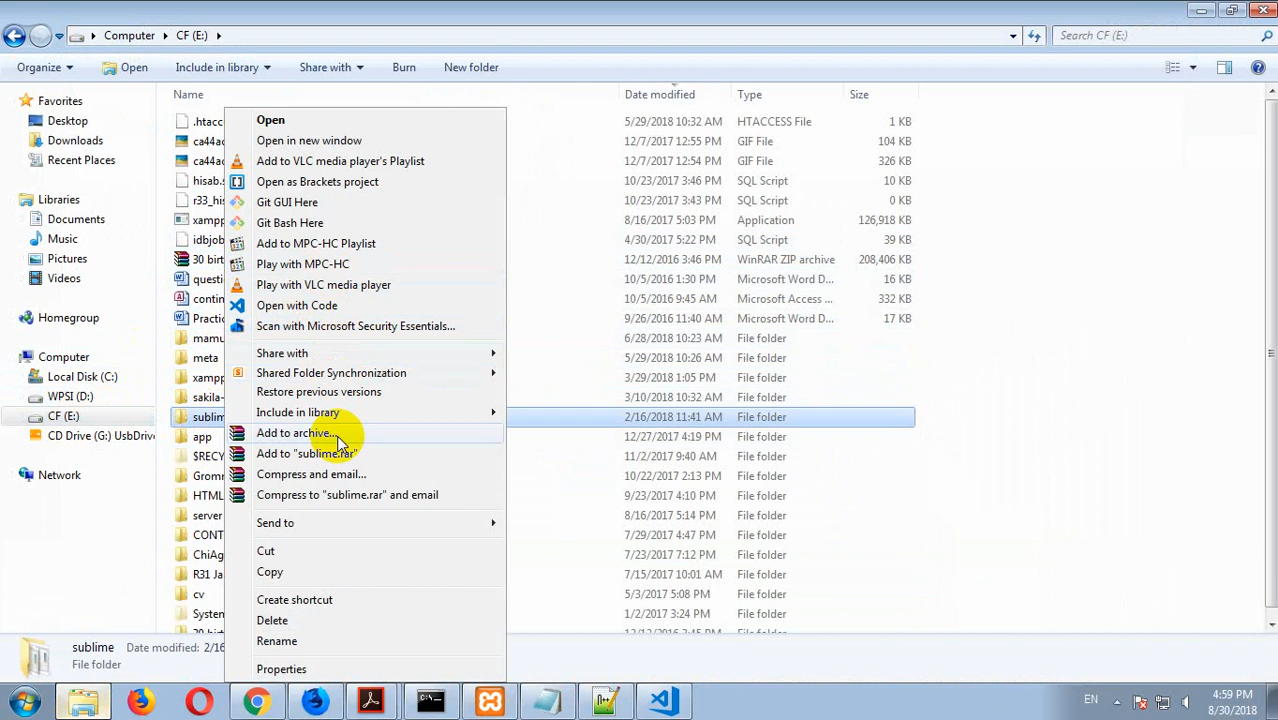 Computer CF (E:) Search CF (E:)
Organize Open Include in library Share with Burn New folder
Name Date modified Type Size
Favorites
Desktop
Downloads
Recent Places
Libraries
Documents
Music
Pictures
Videos
Homegroup
Computer
Local Disk (C:)
WPSI (D:)
CF (E:)
CD Drive (G:) UsbDrive
Network
.htacc 5/29/2018 10:32 AM HTACCESS File 1 KB
ca44ac 12/7/2017 12:55 PM GIF File 104 KB
ca44ac 12/7/2017 12:54 PM GIF File 326 KB
hisab.s 10/23/2017 3:46 PM SQL Script 10 KB
r33_his 10/23/2017 3:43 PM SQL Script 0 KB
xampp 8/16/2017 5:03 PM Application 126,918 KB
idbjob 4/30/2017 5:22 PM SQL Script 39 KB
30 birt 12/12/2016 3:46 PM WinRAR ZIP archive 208,406 KB
questi 10/5/2016 1:30 PM Microsoft Word D... 16 KB
contin 10/5/2016 9:45 AM Microsoft Access ... 332 KB
Practic 9/26/2016 11:40 AM Microsoft Word D... 17 KB
mamu 6/28/2018 10:23 AM File folder
meta 5/29/2018 10:26 AM File folder
xampp 3/29/2018 1:05 PM File folder
sakila- 3/10/2018 10:32 AM File folder
sublim 2/16/2018 11:41 AM File folder
app 12/27/2017 4:19 PM File folder
$RECY 11/2/2017 9:40 AM File folder
Grom 10/22/2017 2:13 PM File folder
HTML 9/23/2017 4:10 PM File folder
server 8/16/2017 5:14 PM File folder
CONT 7/29/2017 4:47 PM File folder
ChiAg 7/23/2017 7:12 PM File folder
R31 Ja 7/15/2017 10:01 AM File folder
cv 5/3/2017 5:08 PM File folder
System 1/2/2017 3:24 PM File folder
File folder
Open
Open in new window
Add to VLC media player's Playlist
Open as Brackets project
Git GUI Here
Git Bash Here
Add to MPC-HC Playlist
Play with MPC-HC
Play with VLC media player
Open with Code
Scan with Microsoft Security Essentials...
Share with
Shared Folder Synchronization
Restore previous versions
Include in library
Add to archive...
Add to "sublime.rar"
Compress and email...
Compress to "sublime.rar" and email
Send to
Cut
Copy
Create shortcut
Delete
Rename
Properties
sublime Date modified: 2/16
File folder
EN 4:59 PM
8/30/2018